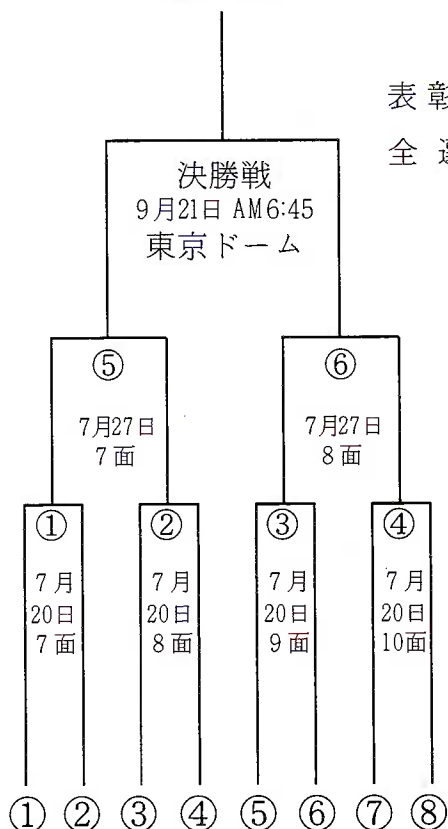 表彰
全
決勝戦
9月21日 AM6:45
東京ドーム
⑤
⑥
7月27日
7面
7月27日
8面
①
②
③
④
7月
20日
7面
7月
20日
8面
7月
20日
9面
7月
20日
10面
① ② ③ ④ ⑤ ⑥ ⑦ ⑧